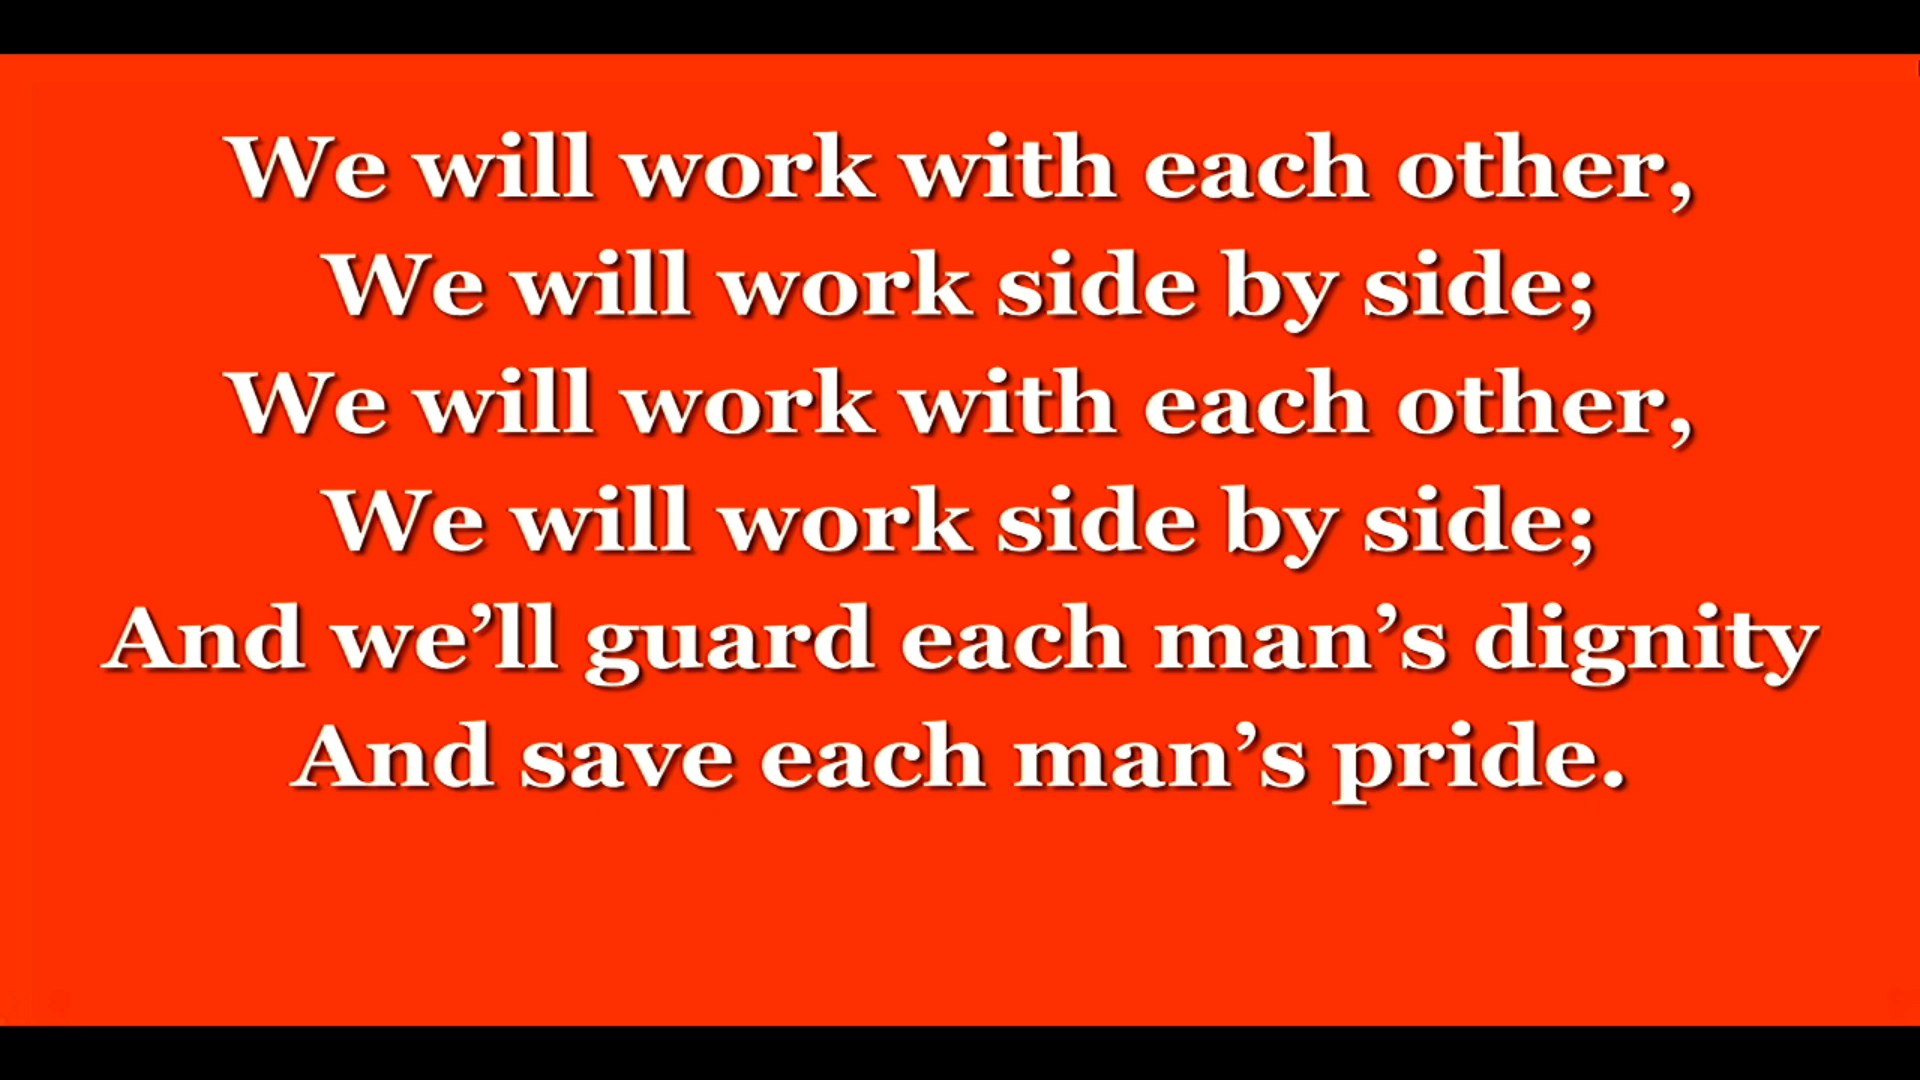 We will work with each other,
We will work side by side;
We will work with each other,
We will work side by side;
And we’ll guard each man’s dignity
And save each man’s pride.